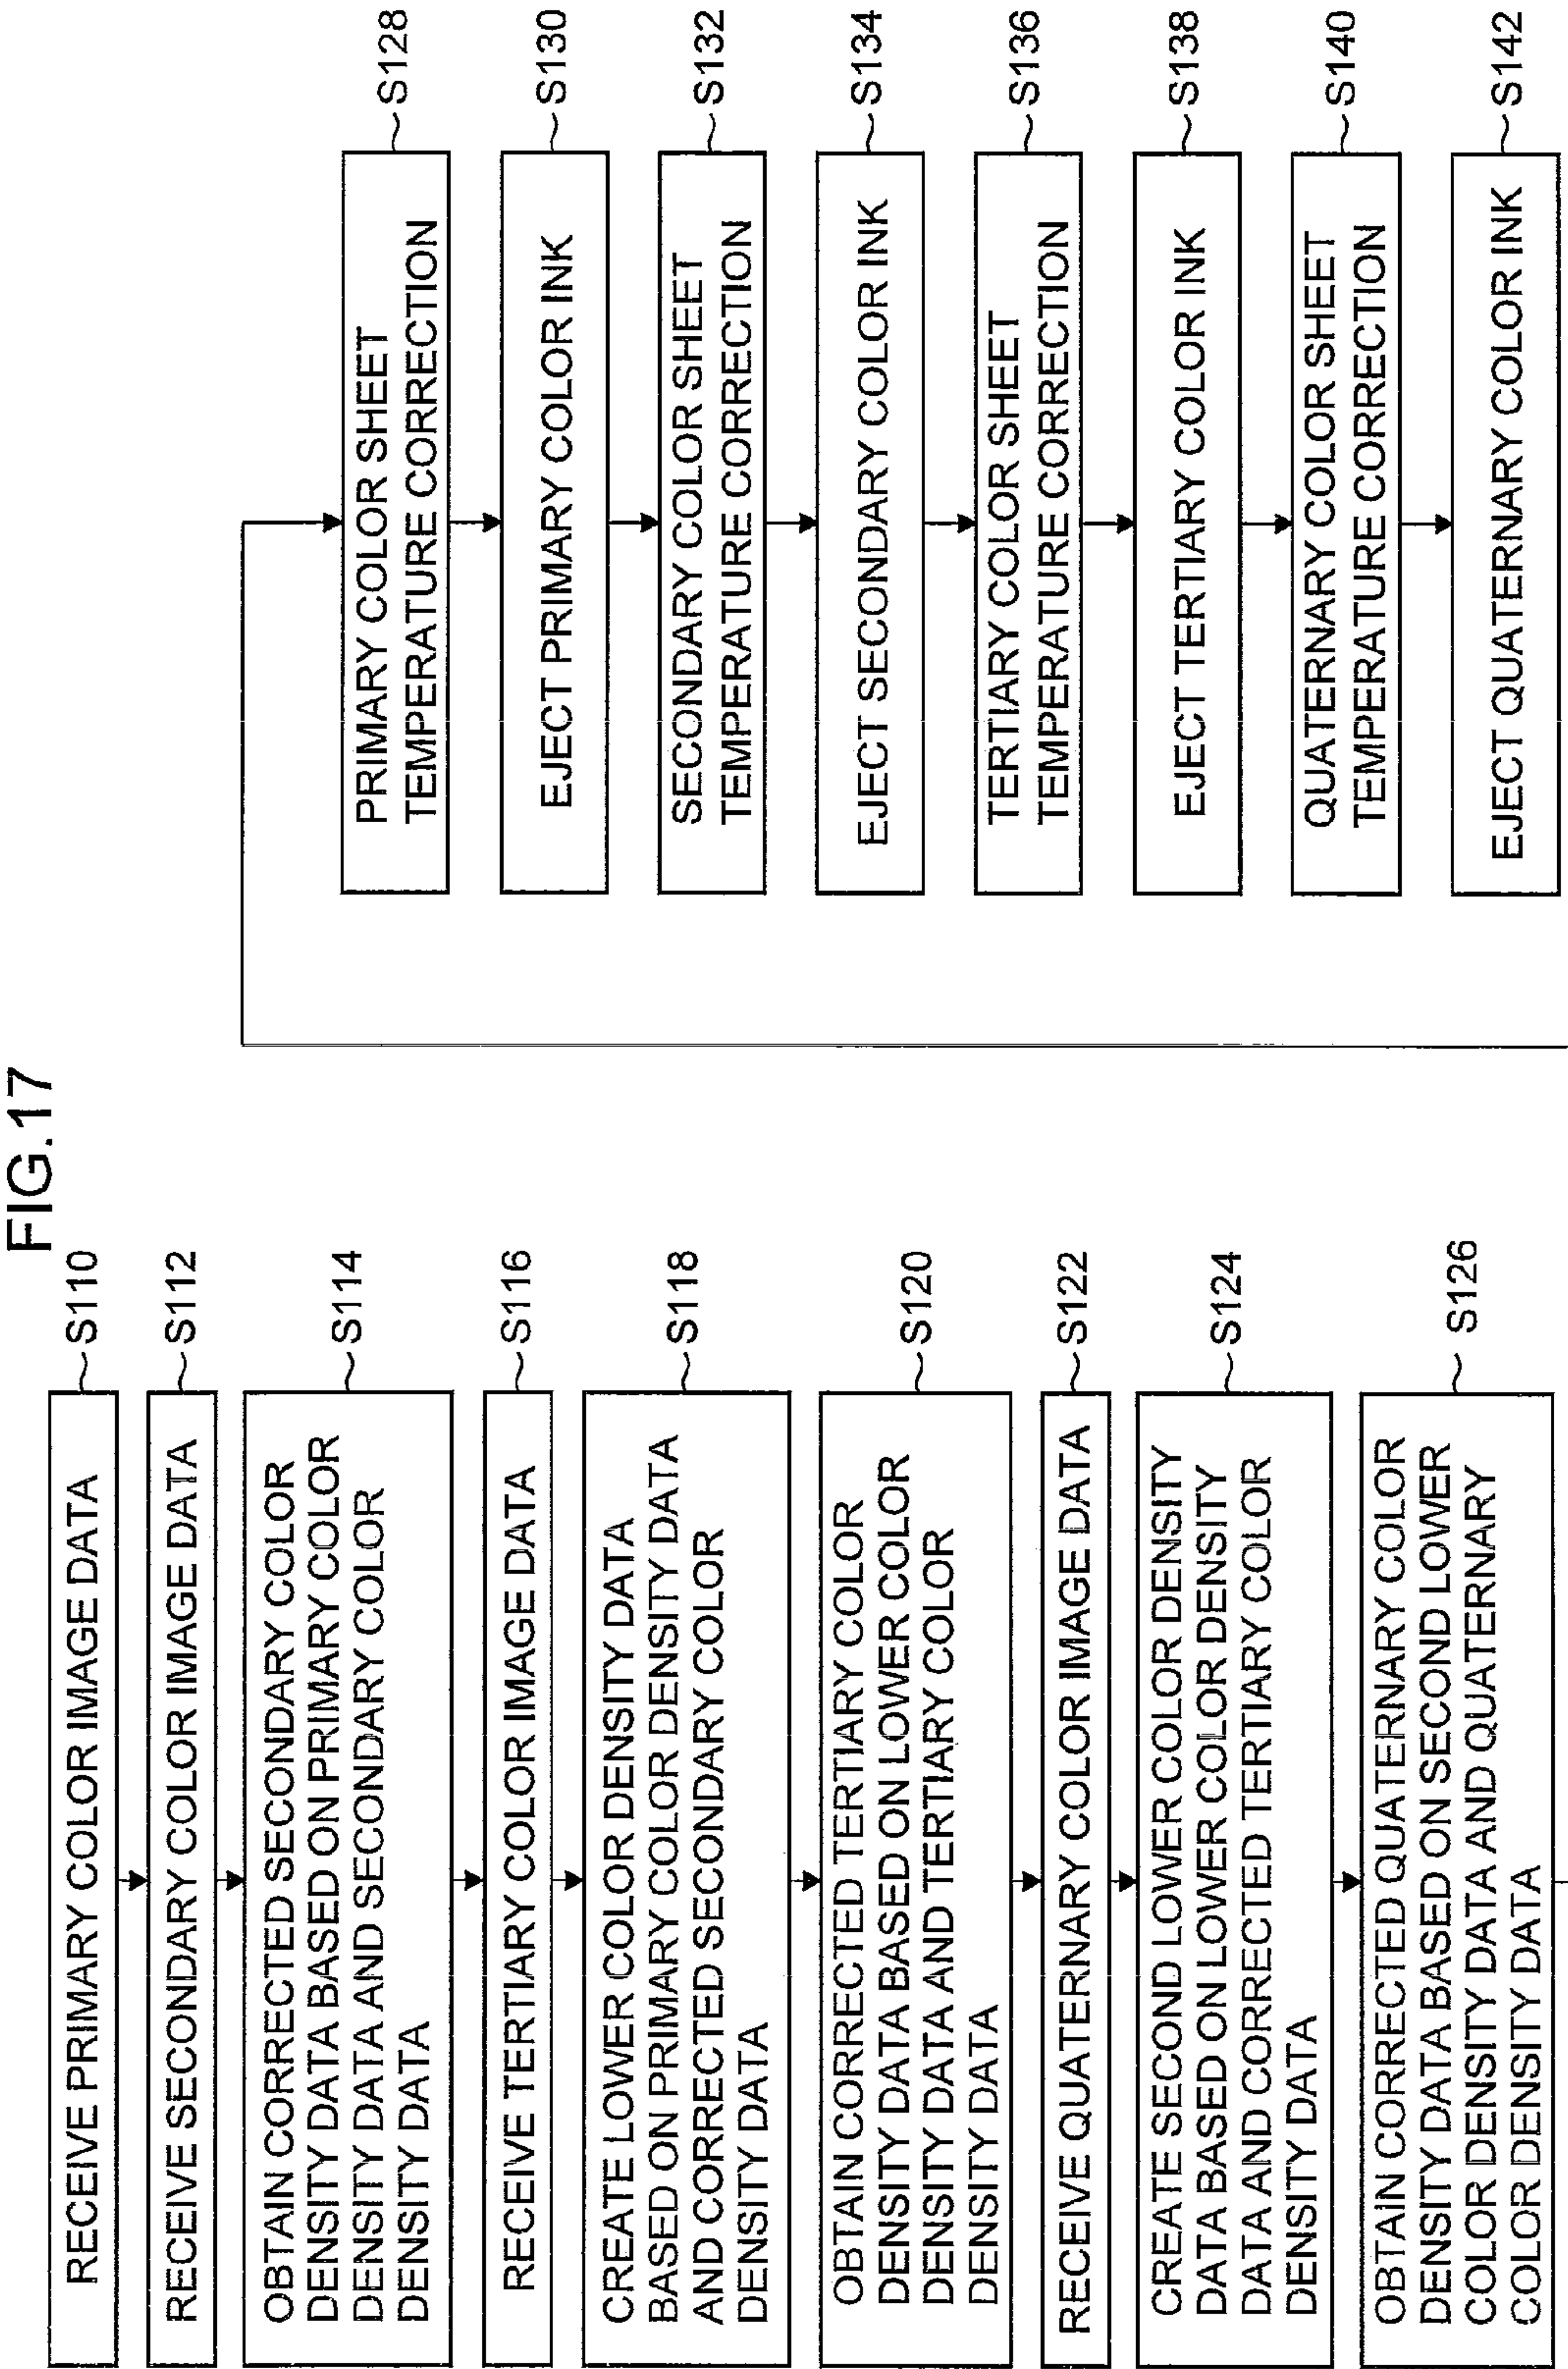 FIG.17
RECEIVE PRIMARY COLOR IMAGE DATA
S110
RECEIVE SECONDARY COLOR IMAGE DATA
S112
OBTAIN CORRECTED SECONDARY COLOR
DENSITY DATA BASED ON PRIMARY COLOR
DENSITY DATA AND SECONDARY COLOR
DENSITY DATA
S114
RECEIVE TERTIARY COLOR IMAGE DATA
S116
CREATE LOWER COLOR DENSITY DATA
BASED ON PRIMARY COLOR DENSITY DATA
AND CORRECTED SECONDARY COLOR
DENSITY DATA
S118
OBTAIN CORRECTED TERTIARY COLOR
DENSITY DATA BASED ON LOWER COLOR
DENSITY DATA AND TERTIARY COLOR
DENSITY DATA
S120
RECEIVE QUATERNARY COLOR IMAGE DATA
S122
CREATE SECOND LOWER COLOR DENSITY
DATA BASED ON LOWER COLOR DENSITY
DATA AND CORRECTED TERTIARY COLOR
DENSITY DATA
S124
OBTAIN CORRECTED QUATERNARY COLOR
DENSITY DATA BASED ON SECOND LOWER
COLOR DENSITY DATA AND QUATERNARY
COLOR DENSITY DATA
S126
PRIMARY COLOR SHEET
TEMPERATURE CORRECTION
S128
EJECT PRIMARY COLOR INK
S130
SECONDARY COLOR SHEET
TEMPERATURE CORRECTION
S132
EJECT SECONDARY COLOR INK
S134
TERTIARY COLOR SHEET
TEMPERATURE CORRECTION
S136
EJECT TERTIARY COLOR INK
S138
QUATERNARY COLOR SHEET
TEMPERATURE CORRECTION
S140
EJECT QUATERNARY COLOR INK
S142